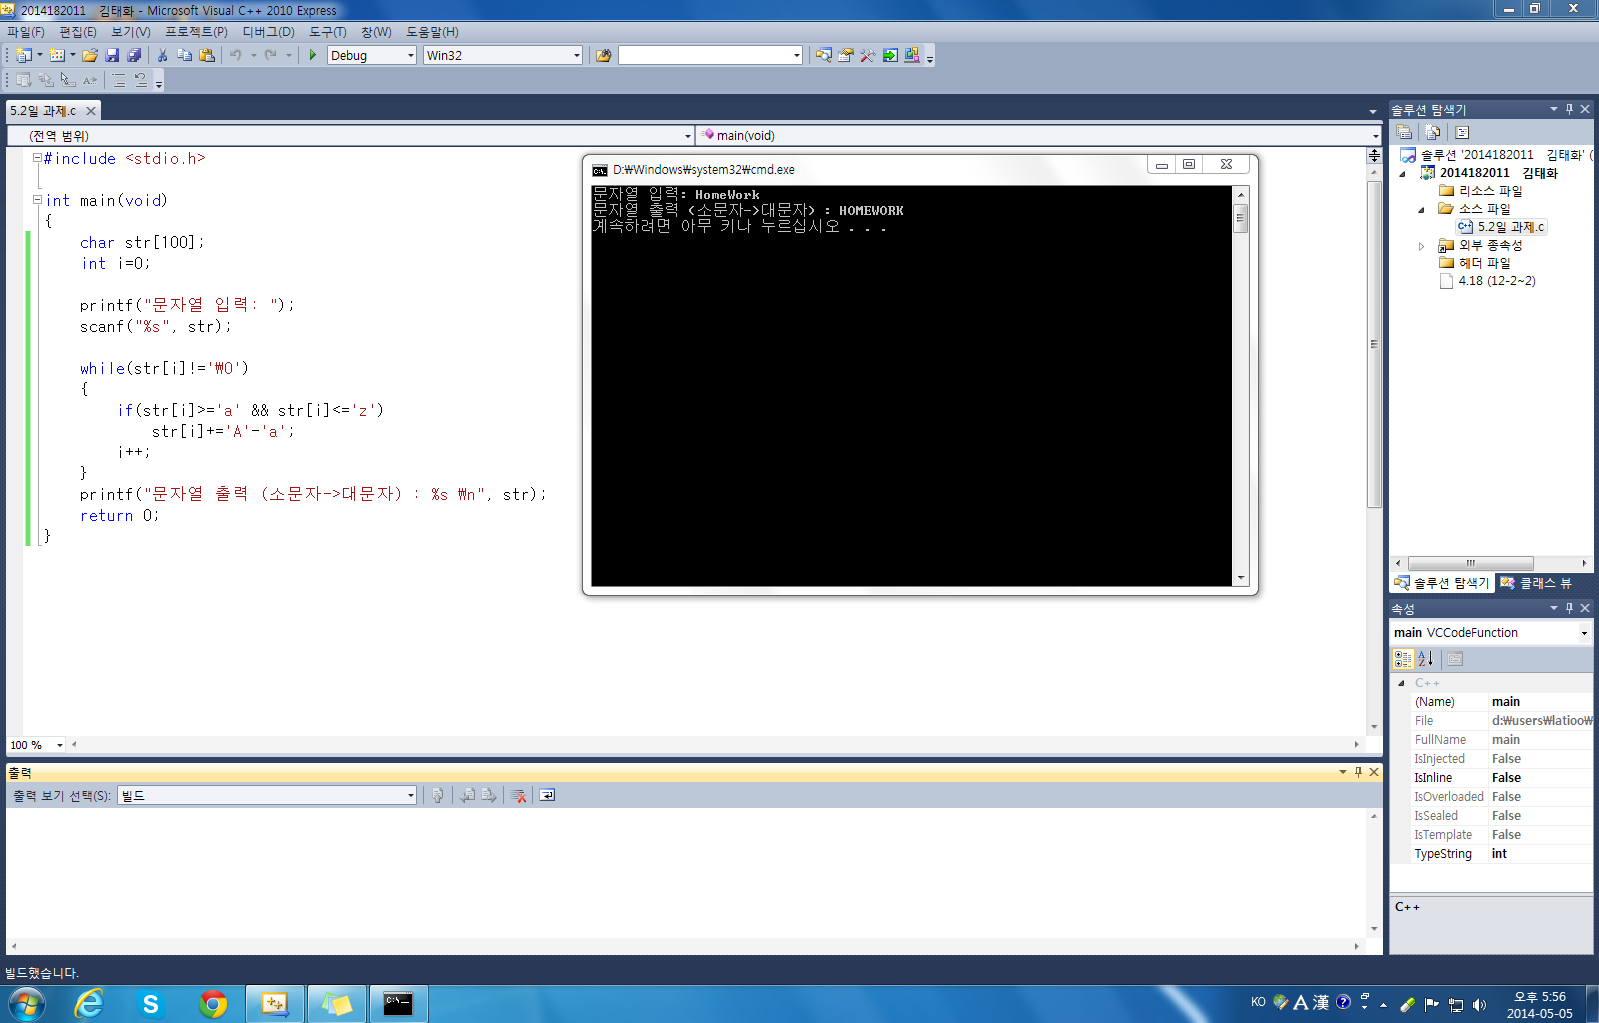 2014182011 김태화 - Microsoft Visual C++ 2010 Express
파일(F) 편집(E) 보기(V) 프로젝트(P) 디버그(D) 도구(T) 창(W) 도움말(H)
Debug Win32
5.2일 과제.c
(전역 범위) main(void)
#include <stdio.h>
int main(void)
{
char str[100];
int i=0;
printf("문자열 입력: ");
scanf("%s", str);
while(str[i]!='₩0')
{
if(str[i]>='a' && str[i]<='z')
str[i]+='A'-'a';
i++;
}
printf("문자열 출력 (소문자->대문자) : %s ₩n", str);
return 0;
}
100 %
D:₩Windows₩system32₩cmd.exe
문자열 입력: HomeWork
문자열 출력 (소문자->대문자) : HOMEWORK
계속하려면 아무 키나 누르십시오 . . .
솔루션 탐색기
솔루션 '2014182011 김태화' (
2014182011 김태화
리소스 파일
소스 파일
5.2일 과제.c
외부 종속성
헤더 파일
4.18 (12-2~2)
솔루션 탐색기 클래스 뷰
속성
main VCCodeFunction
C++
(Name) main
File d:₩users₩latioo₩
FullName main
IsInjected False
IsInline False
IsOverloaded False
IsSealed False
IsTemplate False
TypeString int
C++
출력
출력 보기 선택(S): 빌드
빌드했습니다.
KO A 漢
오후 5:56
2014-05-05